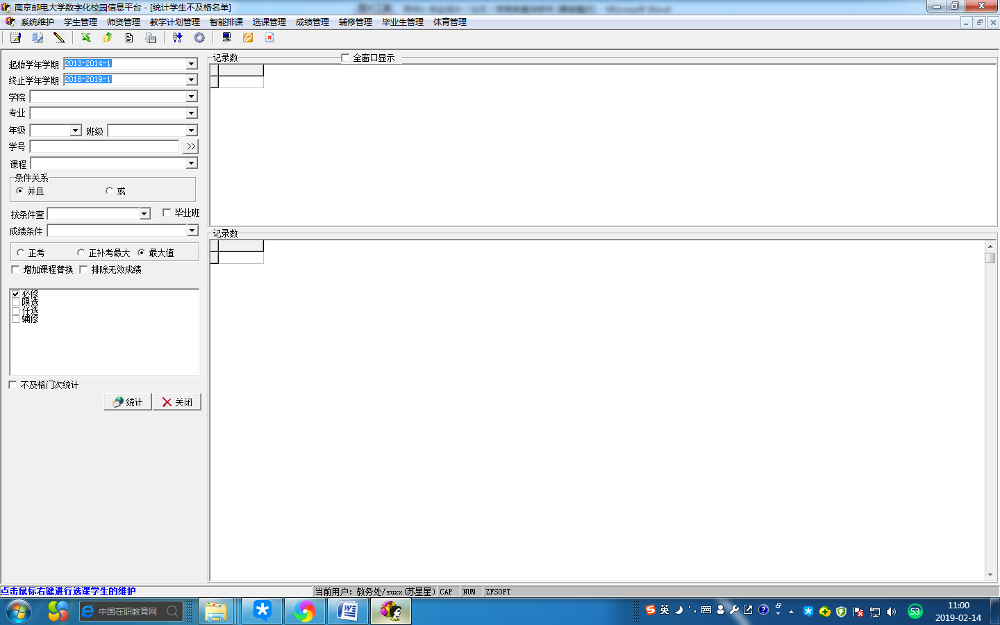 南京邮电大学数字化校园信息平台 - [统计学生不及格名单]
系统维护 学生管理 师资管理 教学计划管理 智能排课 选课管理 成绩管理 辅修管理 毕业生管理 体育管理
起始学年学期 2013-2014-1
终止学年学期 2018-2019-1
学院
专业
年级 班级
学号 >>
课程
条件关系
并且 或
按条件查 毕业班
成绩条件
正考 正补考最大 最大值
增加课程替换 排除无效成绩
必修
限选
任选
辅修
不及格门次统计
统计 关闭
记录数 全窗口显示
记录数
点击鼠标右键进行选课学生的维护
当前用户: 教务处/suxx(苏星星) CAP NUM ZFSOFT
中国在职教育网
英
53
11:00
2019-02-14